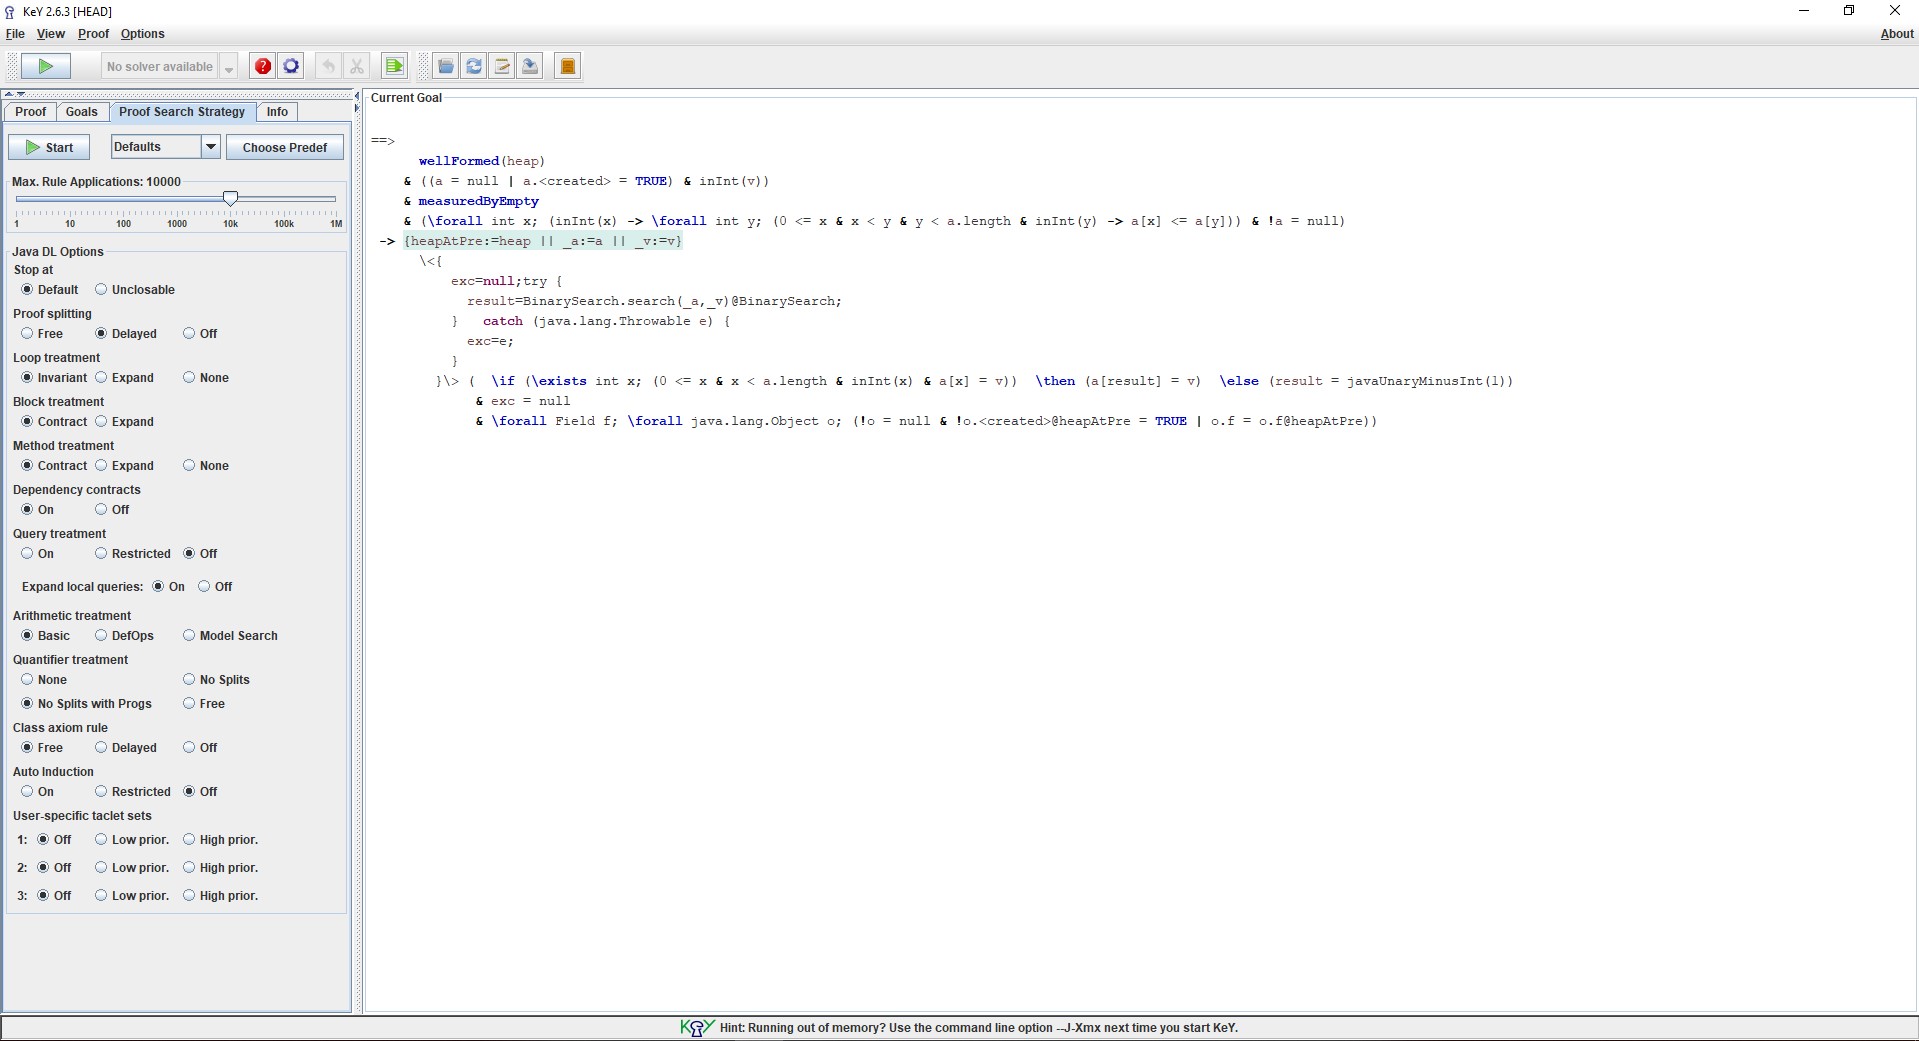 KeY 2.6.3 [HEAD]
File View Proof Options About
No solver available
Proof Goals Proof Search Strategy Info
Start Defaults Choose Predef
Max. Rule Applications: 10000
1 10 100 1000 10k 100k 1M
Java DL Options
Stop at
Default Unclosable
Proof splitting
Free Delayed Off
Loop treatment
Invariant Expand None
Block treatment
Contract Expand
Method treatment
Contract Expand None
Dependency contracts
On Off
Query treatment
On Restricted Off
Expand local queries: On Off
Arithmetic treatment
Basic DefOps Model Search
Quantifier treatment
None No Splits
No Splits with Progs Free
Class axiom rule
Free Delayed Off
Auto Induction
On Restricted Off
User-specific taclet sets
1: Off Low prior. High prior.
2: Off Low prior. High prior.
3: Off Low prior. High prior.
Current Goal
==>
wellFormed(heap)
& ((a = null | a.<created> = TRUE) & inInt(v))
& measuredByEmpty
& (\forall int x; (inInt(x) -> \forall int y; (0 <= x & x < y & y < a.length & inInt(y) -> a[x] <= a[y])) & !a = null)
-> {heapAtPre:=heap || _a:=a || _v:=v}
\<{
exc=null;try {
result=BinarySearch.search(_a,_v)@BinarySearch;
} catch (java.lang.Throwable e) {
exc=e;
}
}\> ( \if (\exists int x; (0 <= x & x < a.length & inInt(x) & a[x] = v)) \then (a[result] = v) \else (result = javaUnaryMinusInt(1))
& exc = null
& \forall Field f; \forall java.lang.Object o; (!o = null & !o.<created>@heapAtPre = TRUE | o.f = o.f@heapAtPre))
KeY Hint: Running out of memory? Use the command line option --J-Xmx next time you start KeY.